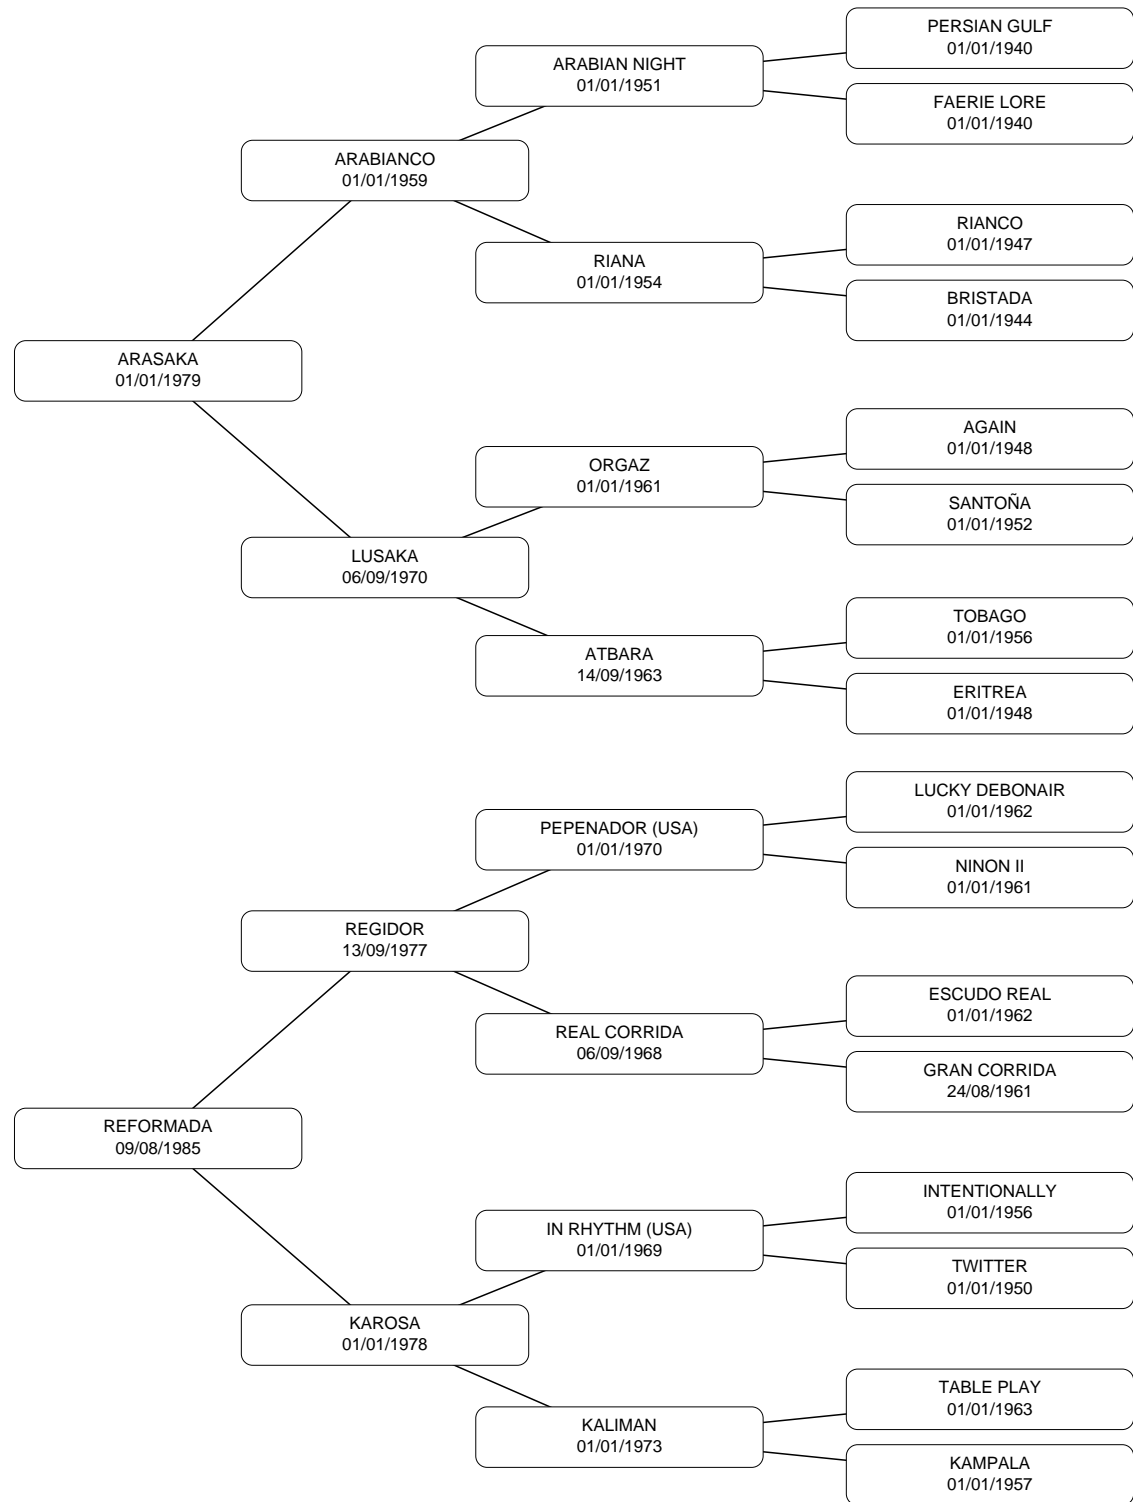 PERSIAN GULF
01/01/1940
ARABIAN NIGHT
01/01/1951
FAERIE LORE
01/01/1940
ARABIANCO
01/01/1959
RIANCO
01/01/1947
RIANA
01/01/1954
BRISTADA
01/01/1944
ARASAKA
01/01/1979
AGAIN
01/01/1948
ORGAZ
01/01/1961
SANTOÑA
01/01/1952
LUSAKA
06/09/1970
TOBAGO
01/01/1956
ATBARA
14/09/1963
ERITREA
01/01/1948
LUCKY DEBONAIR
01/01/1962
PEPENADOR (USA)
01/01/1970
NINON II
01/01/1961
REGIDOR
13/09/1977
ESCUDO REAL
01/01/1962
REAL CORRIDA
06/09/1968
GRAN CORRIDA
24/08/1961
REFORMADA
09/08/1985
INTENTIONALLY
01/01/1956
IN RHYTHM (USA)
01/01/1969
TWITTER
01/01/1950
KAROSA
01/01/1978
TABLE PLAY
01/01/1963
KALIMAN
01/01/1973
KAMPALA
01/01/1957